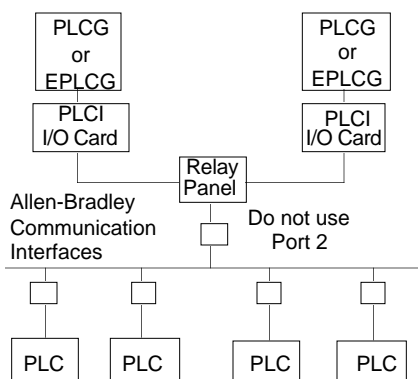 PLCG
or
EPLCG
PLCG
or
EPLCG
PLCI
I/O Card
PLCI
I/O Card
Relay
Panel
Allen-Bradley
Communication
Interfaces
Do not use
Port 2
PLC
PLC
PLC
PLC